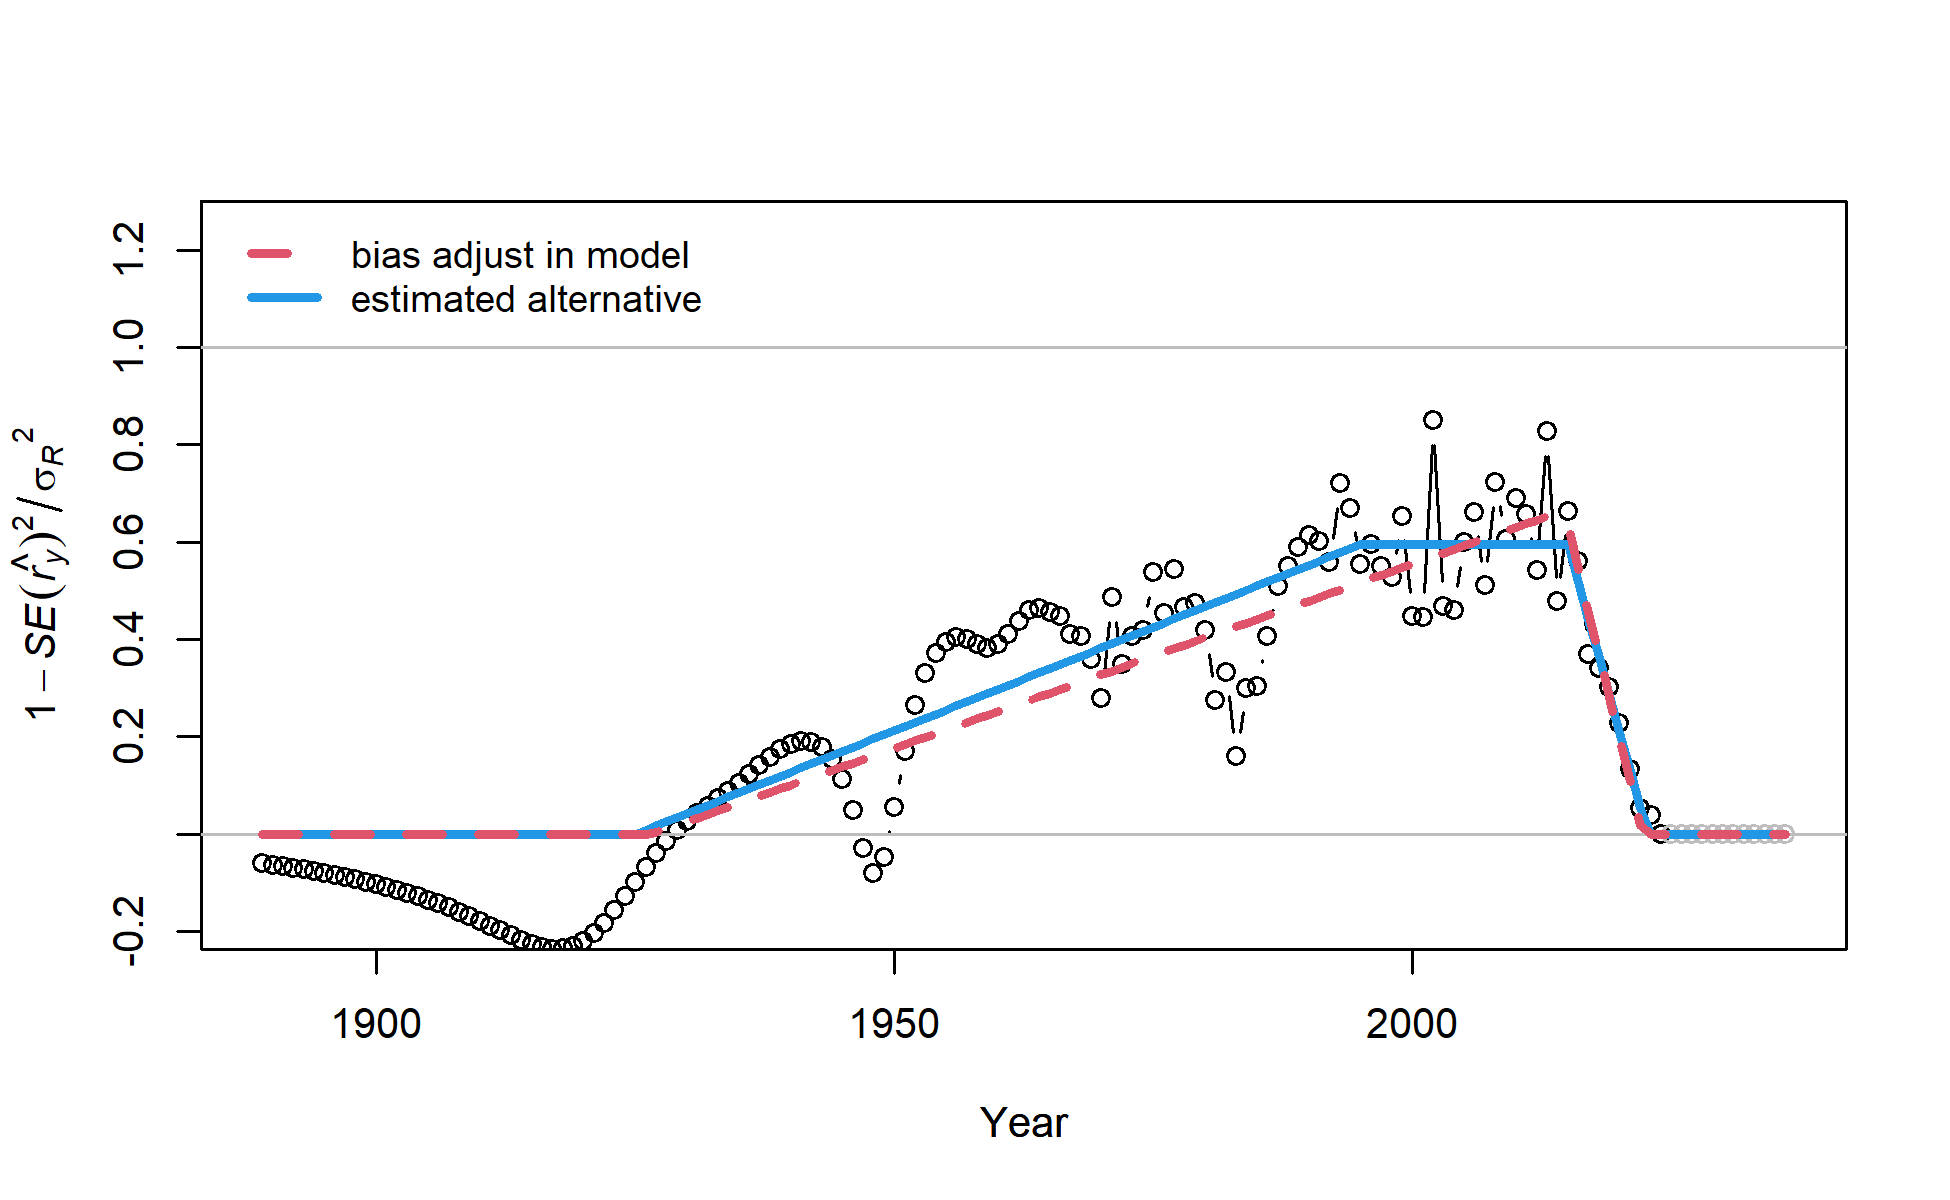 bias adjust in model
estimated alternative
1 − SE(r̂y)² / σR²
-0.2
0.2
0.4
0.6
0.8
1.0
1.2
1900
1950
2000
Year